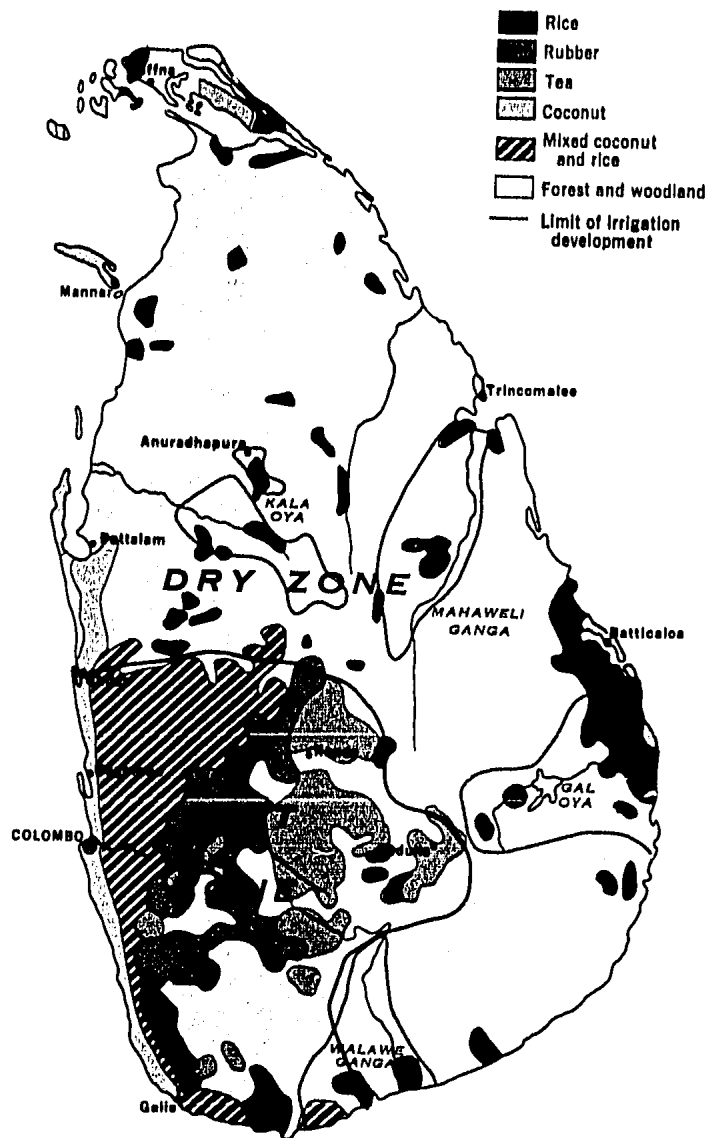 Rice
Rubber
Tea
Coconut
Mixed coconut
and rice
Forest and woodland
Limit of irrigation
development
Mannar
Trincomalee
Anuradhapura
KALA
OYA
Puttalam
DRY ZONE
MAHAWELI
GANGA
Batticaloa
GAL
OYA
COLOMBO
WALAWE
GANGA
Galle